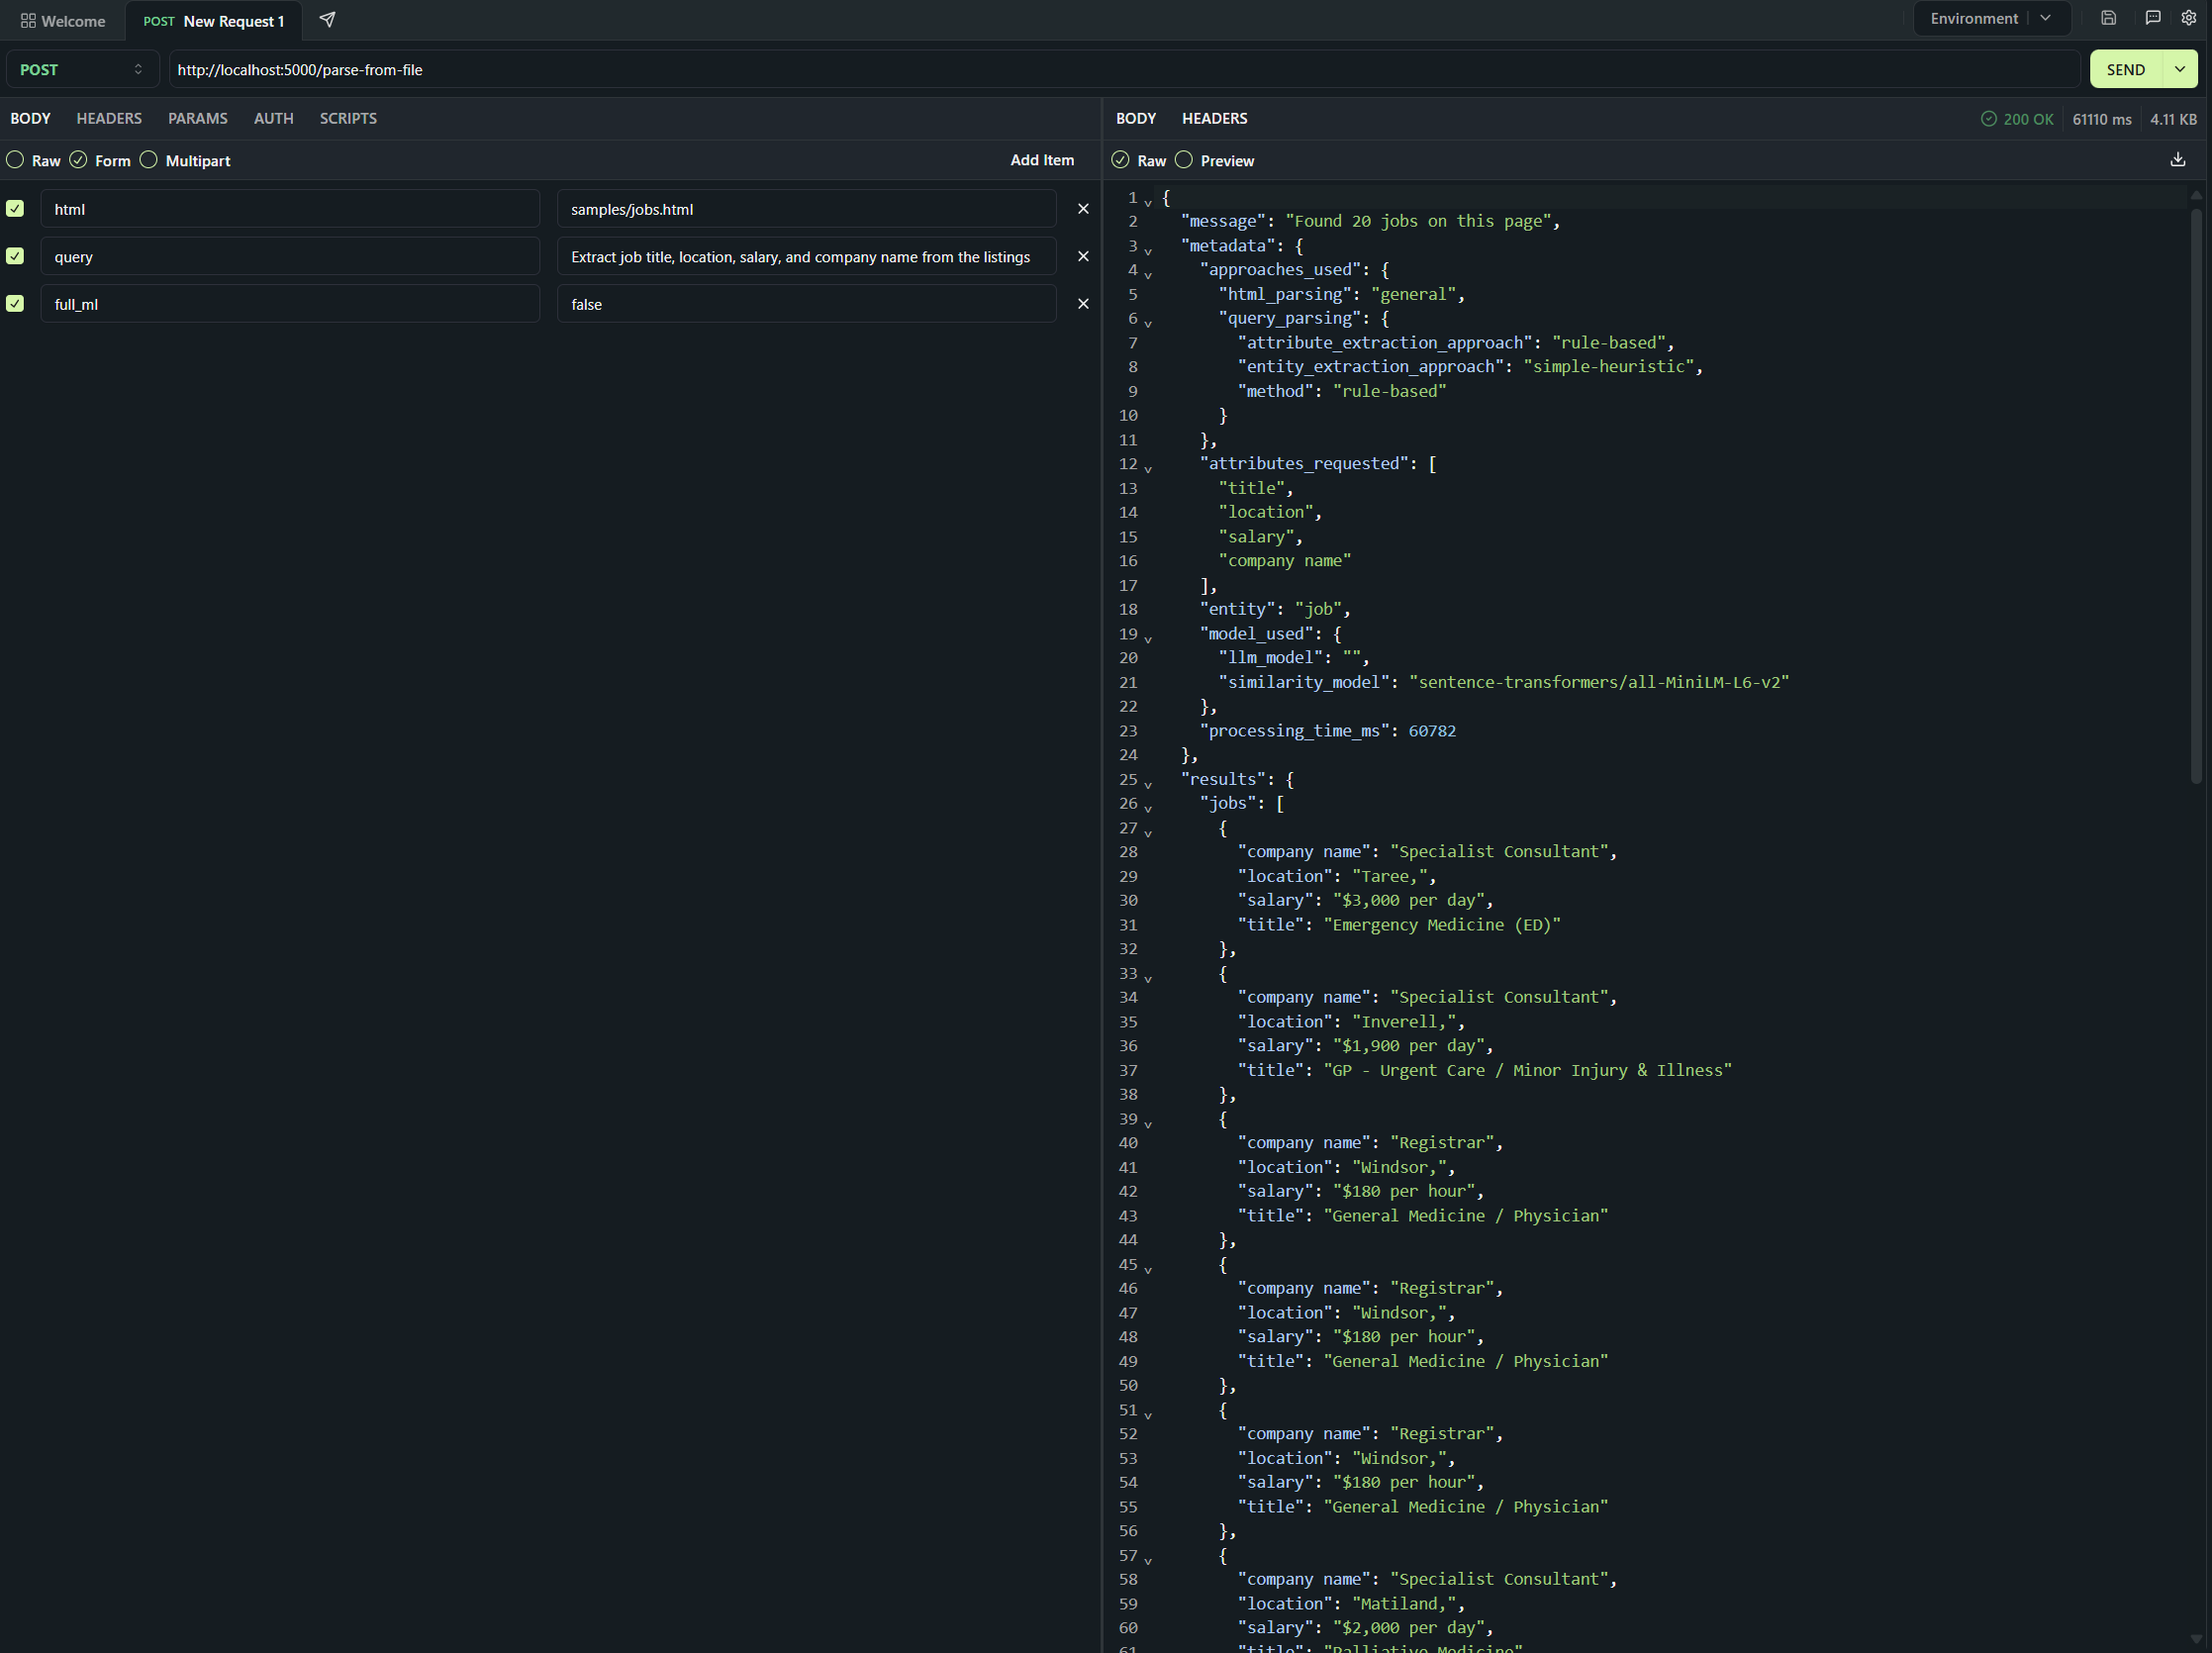 Welcome
POST New Request 1
Environment
POST
http://localhost:5000/parse-from-file
SEND
BODY HEADERS PARAMS AUTH SCRIPTS
Raw Form Multipart
Add Item
html
samples/jobs.html
query
Extract job title, location, salary, and company name from the listings
full_ml
false
BODY HEADERS
200 OK 61110 ms 4.11 KB
Raw Preview
1 {
2 "message": "Found 20 jobs on this page",
3 "metadata": {
4 "approaches_used": {
5 "html_parsing": "general",
6 "query_parsing": {
7 "attribute_extraction_approach": "rule-based",
8 "entity_extraction_approach": "simple-heuristic",
9 "method": "rule-based"
10 }
11 },
12 "attributes_requested": [
13 "title",
14 "location",
15 "salary",
16 "company name"
17 ],
18 "entity": "job",
19 "model_used": {
20 "llm_model": "",
21 "similarity_model": "sentence-transformers/all-MiniLM-L6-v2"
22 },
23 "processing_time_ms": 60782
24 },
25 "results": {
26 "jobs": [
27 {
28 "company name": "Specialist Consultant",
29 "location": "Taree,",
30 "salary": "$3,000 per day",
31 "title": "Emergency Medicine (ED)"
32 },
33 {
34 "company name": "Specialist Consultant",
35 "location": "Inverell,",
36 "salary": "$1,900 per day",
37 "title": "GP - Urgent Care / Minor Injury & Illness"
38 },
39 {
40 "company name": "Registrar",
41 "location": "Windsor,",
42 "salary": "$180 per hour",
43 "title": "General Medicine / Physician"
44 },
45 {
46 "company name": "Registrar",
47 "location": "Windsor,",
48 "salary": "$180 per hour",
49 "title": "General Medicine / Physician"
50 },
51 {
52 "company name": "Registrar",
53 "location": "Windsor,",
54 "salary": "$180 per hour",
55 "title": "General Medicine / Physician"
56 },
57 {
58 "company name": "Specialist Consultant",
59 "location": "Matiland,",
60 "salary": "$2,000 per day",
61 "title": "Palliative Medicine"